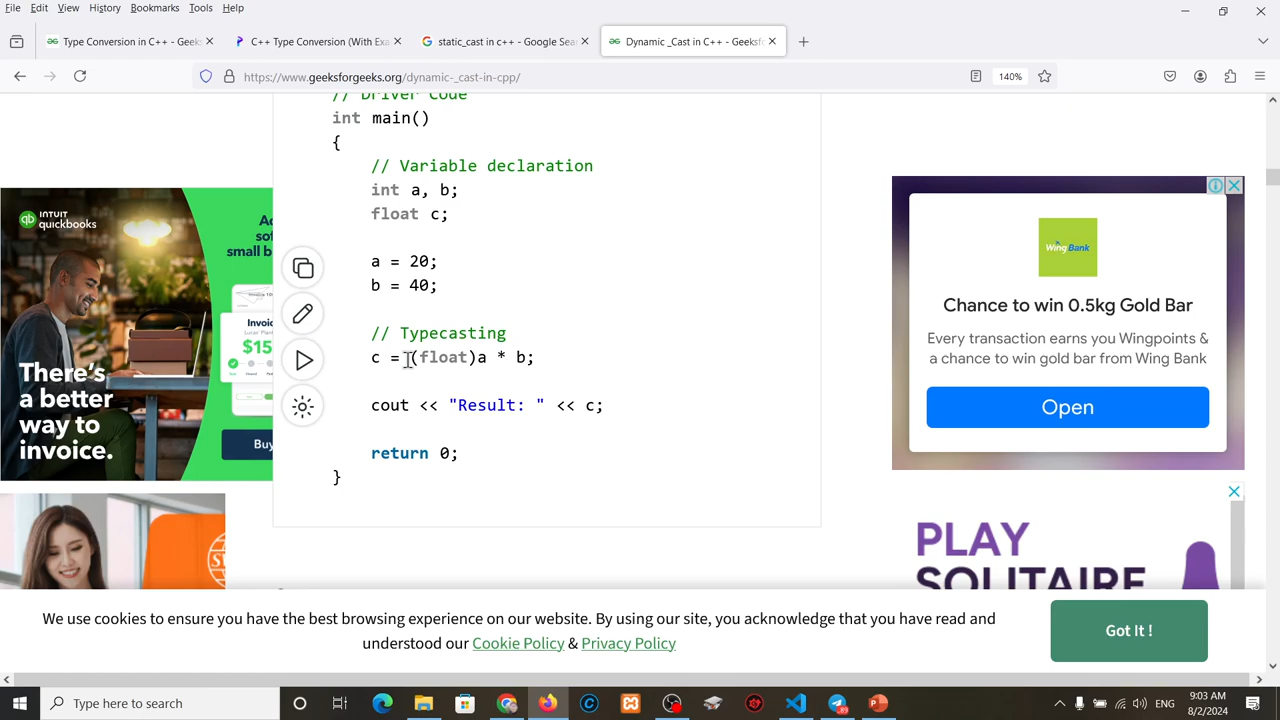 File Edit View History Bookmarks Tools Help
Type Conversion in C++ - Geek
C++ Type Conversion (With Exa
static_cast in c++ - Google Sea
Dynamic _Cast in C++ - Geeksfo
https://www.geeksforgeeks.org/dynamic-_cast-in-cpp/
140%
// Driver Code
int main()
{
// Variable declaration
int a, b;
float c;
a = 20;
b = 40;
// Typecasting
c = (float)a * b;
cout << "Result: " << c;
return 0;
}
INTUIT
quickbooks
There's
a better
way to
invoice.
Ac
sof
small b
Invoic
$15
Buy
Wing Bank
Chance to win 0.5kg Gold Bar
Every transaction earns you Wingpoints &
a chance to win gold bar from Wing Bank
Open
PLAY
SOLITAIRE
We use cookies to ensure you have the best browsing experience on our website. By using our site, you acknowledge that you have read and
understood our Cookie Policy & Privacy Policy
Got It !
Type here to search
89
ENG
9:03 AM
8/2/2024